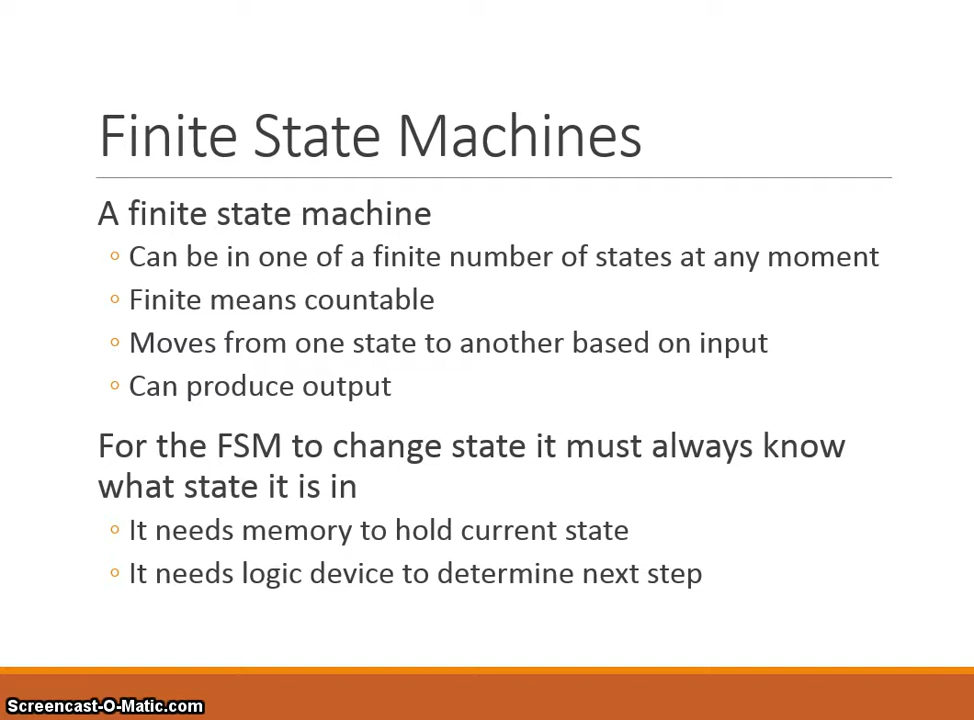 Finite State Machines
A finite state machine
◦ Can be in one of a finite number of states at any moment
◦ Finite means countable
◦ Moves from one state to another based on input
◦ Can produce output
For the FSM to change state it must always know
what state it is in
◦ It needs memory to hold current state
◦ It needs logic device to determine next step
Screencast-O-Matic.com